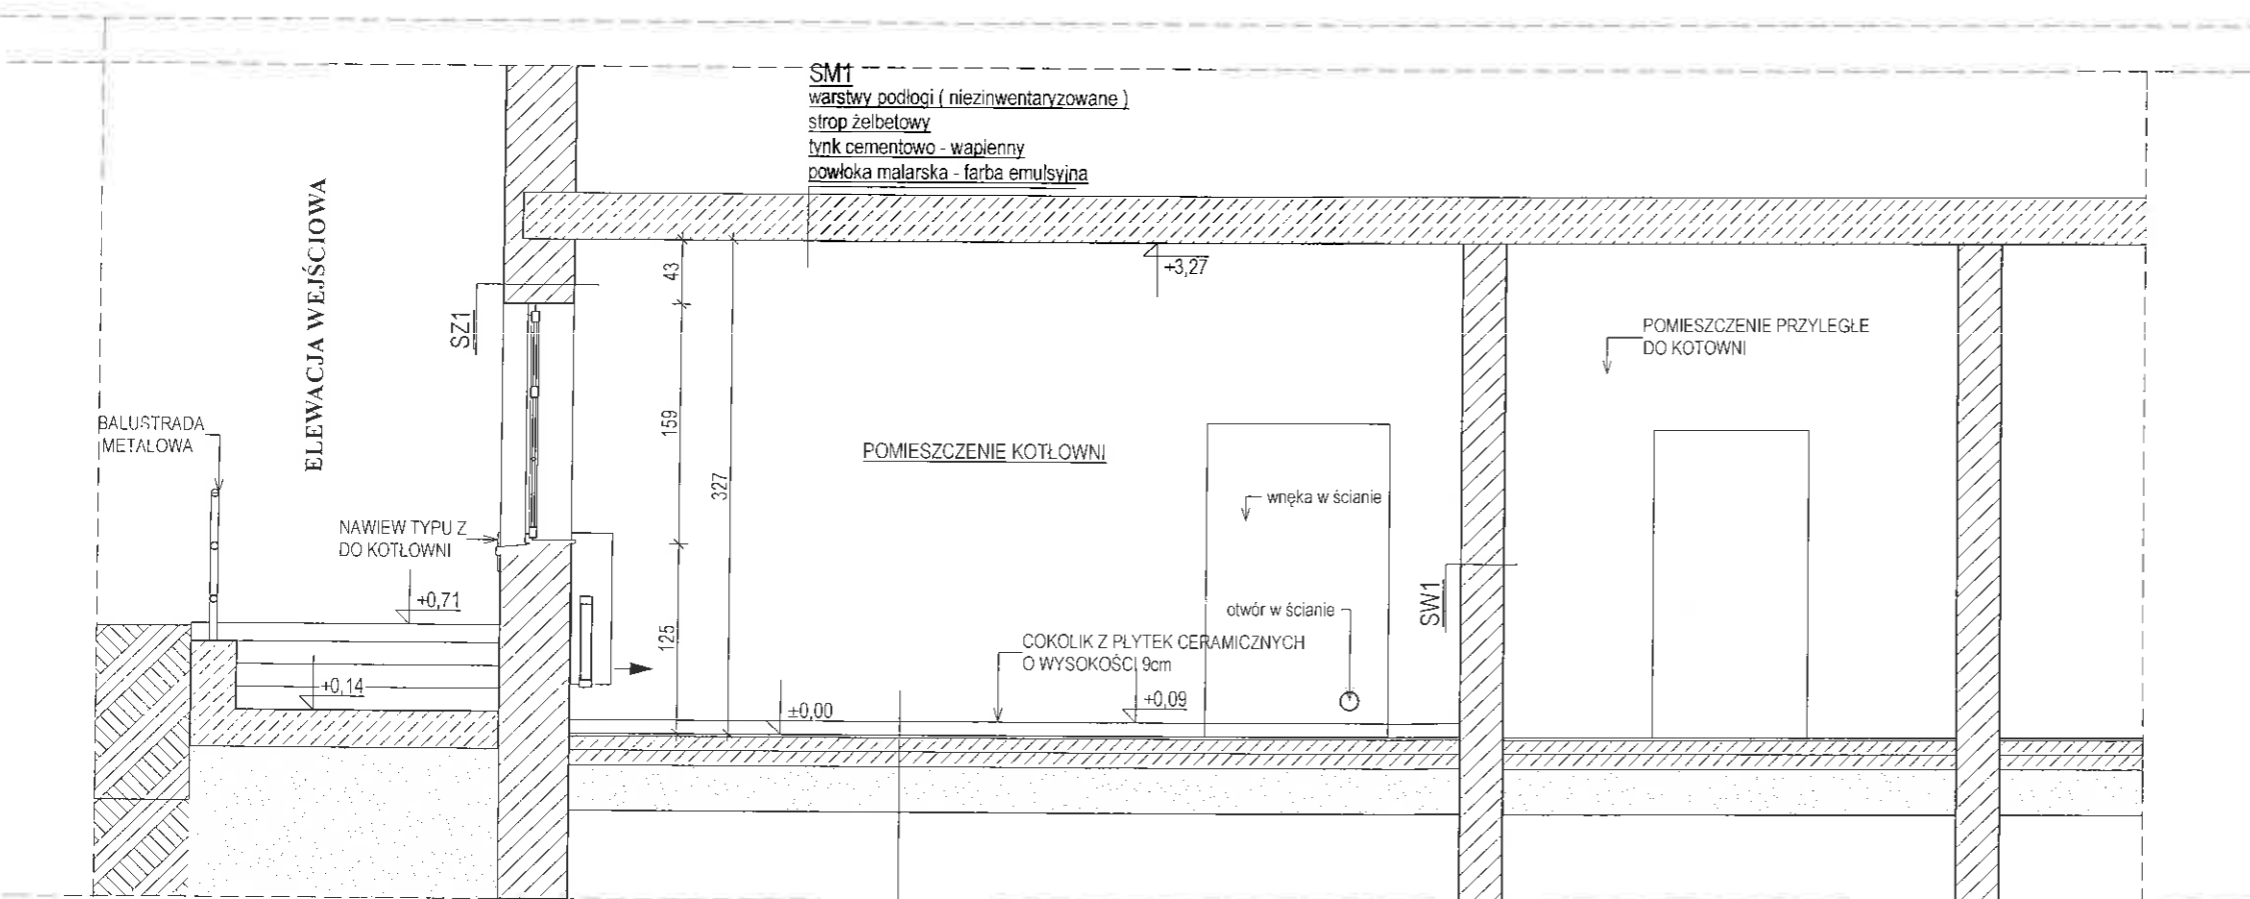 SM1
warstwy podłogi ( niezinwentaryzowane )
strop żelbetowy
tynk cementowo - wapienny
powłoka malarska - farba emulsyjna
ELEWACJA WEJŚCIOWA
43
+3,27
SZ1
POMIESZCZENIE PRZYLEGŁE
DO KOTOWNI
BALUSTRADA
METALOWA
159
POMIESZCZENIE KOTŁOWNI
327
wnęka w ścianie
NAWIEW TYPU Z
DO KOTŁOWNI
+0,71
SW1
otwór w ścianie
125
COKOLIK Z PŁYTEK CERAMICZNYCH
O WYSOKOŚCI 9cm
+0,14
+0,09
±0,00